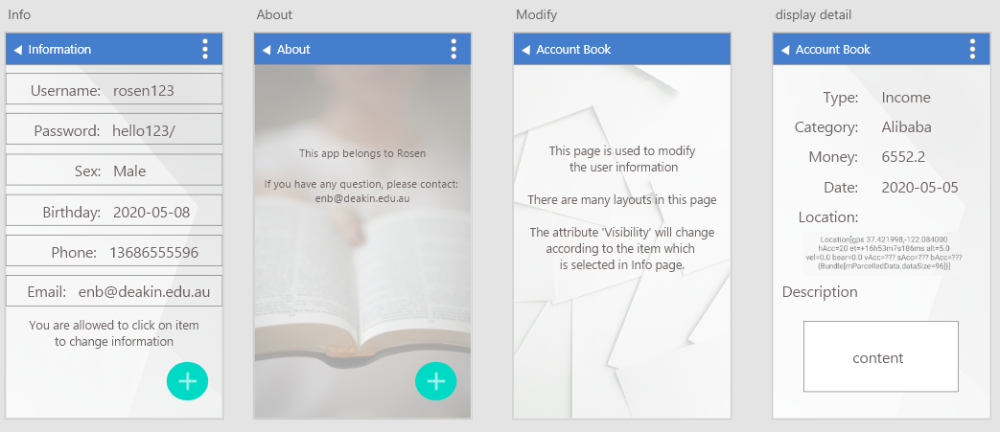 Info
Information
Username: rosen123
Password: hello123/
Sex: Male
Birthday: 2020-05-08
Phone: 13686555596
Email: enb@deakin.edu.au
You are allowed to click on item
to change information
About
About
This app belongs to Rosen
If you have any question, please contact:
enb@deakin.edu.au
Modify
Account Book
This page is used to modify
the user information
There are many layouts in this page
The attribute 'Visibility' will change
according to the item which
is selected in Info page.
display detail
Account Book
Type: Income
Category: Alibaba
Money: 6552.2
Date: 2020-05-05
Location:
Location[gps 37.421998,-122.084000
hAcc=20 et=+16h53m7s186ms alt=5.0
vel=0.0 bear=0.0 vAcc=??? sAcc=??? bAcc=???
{Bundle[mParcelledData.dataSize=96]}]
Description
content